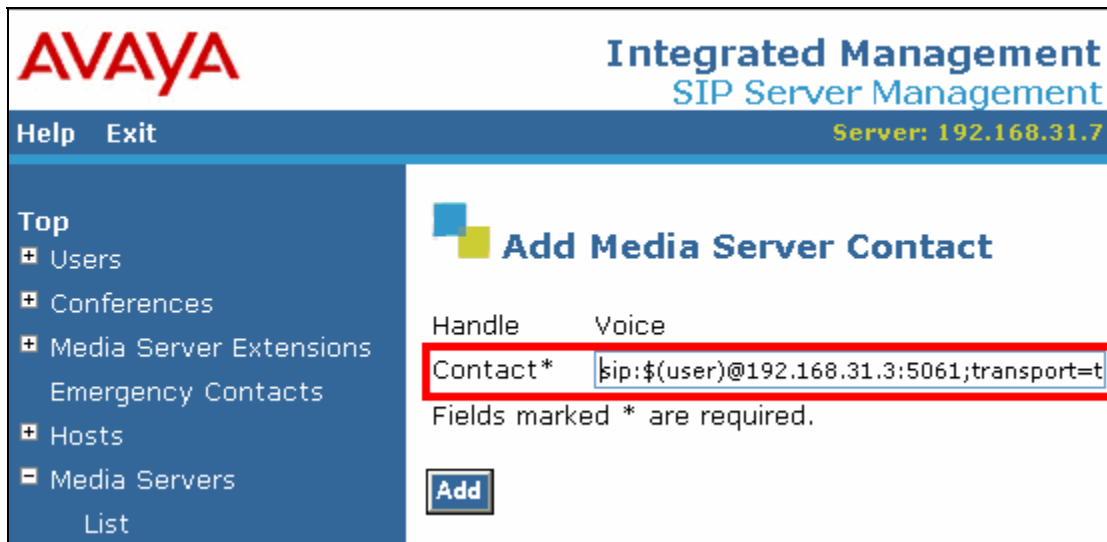 AVAYA
Integrated Management
SIP Server Management
Help Exit
Server: 192.168.31.7
Top
Users
Conferences
Media Server Extensions
Emergency Contacts
Hosts
Media Servers
List
Add Media Server Contact
Handle Voice
Contact* sip:$(user)@192.168.31.3:5061;transport=t
Fields marked * are required.
Add